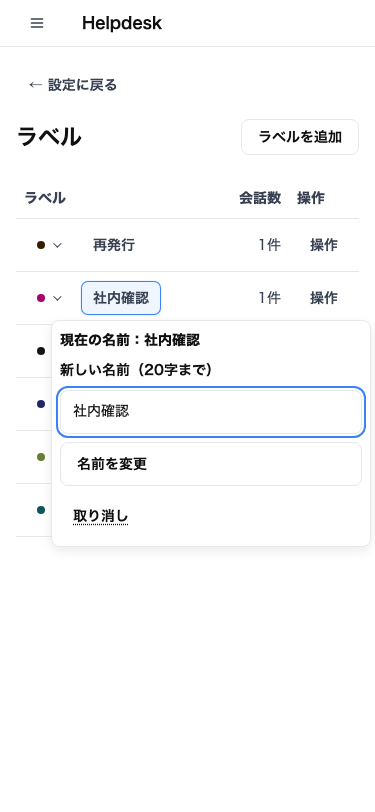 Helpdesk
← 設定に戻る
ラベル
ラベルを追加
ラベル 会話数 操作
再発行 1件 操作
社内確認 1件 操作
現在の名前：社内確認
新しい名前（20字まで）
社内確認
名前を変更
取り消し